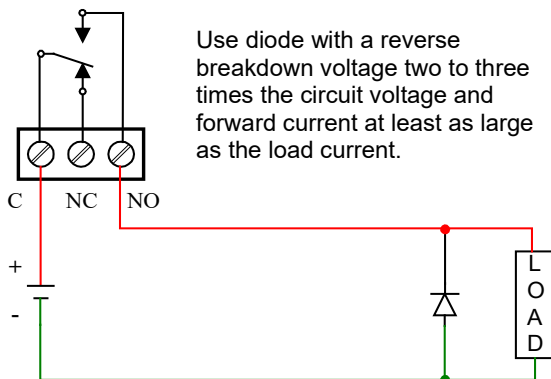 Use diode with a reverse
breakdown voltage two to three
times the circuit voltage and
forward current at least as large
as the load current.
C NC NO
+
-
L
O
A
D